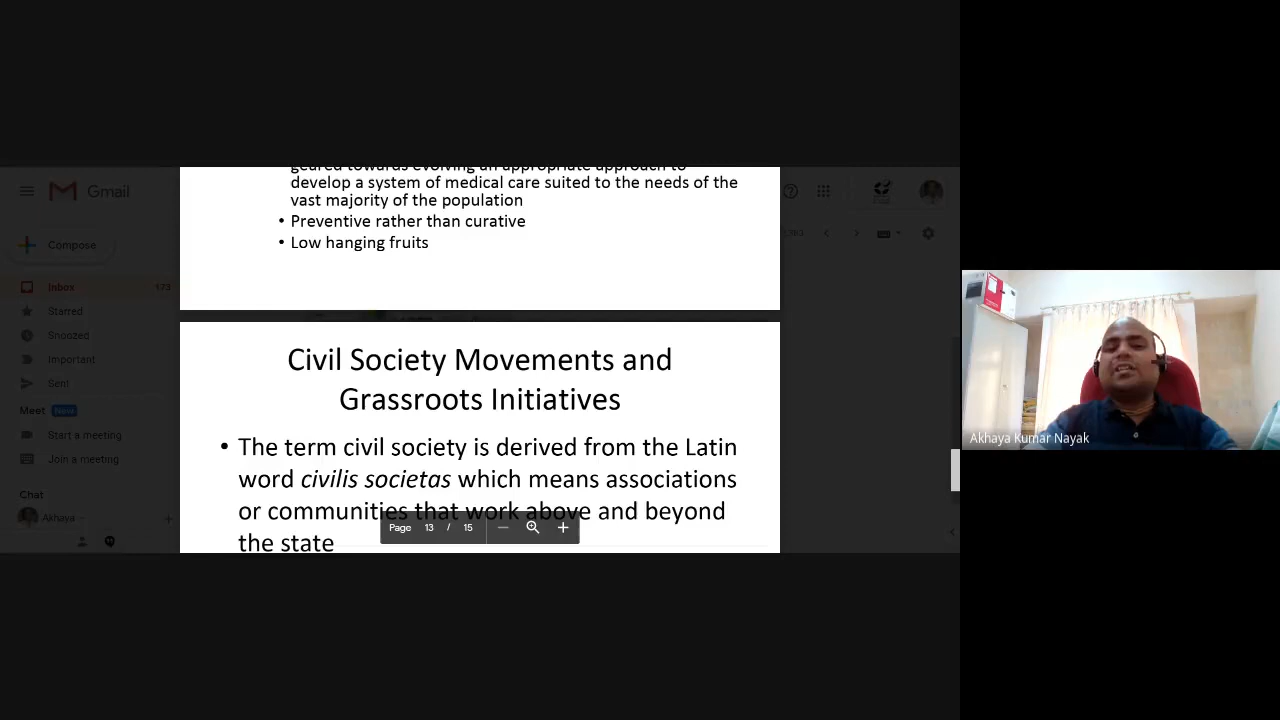 geared towards evolving an appropriate approach to
develop a system of medical care suited to the needs of the
vast majority of the population
• Preventive rather than curative
• Low hanging fruits
Civil Society Movements and
Grassroots Initiatives
• The term civil society is derived from the Latin
word civilis societas which means associations
or communities that work above and beyond
the state
Page 13 / 15
Gmail
Compose
Inbox 173
Starred
Snoozed
Important
Sent
Meet New
Start a meeting
Join a meeting
Chat
Akhaya
Akhaya Kumar Nayak